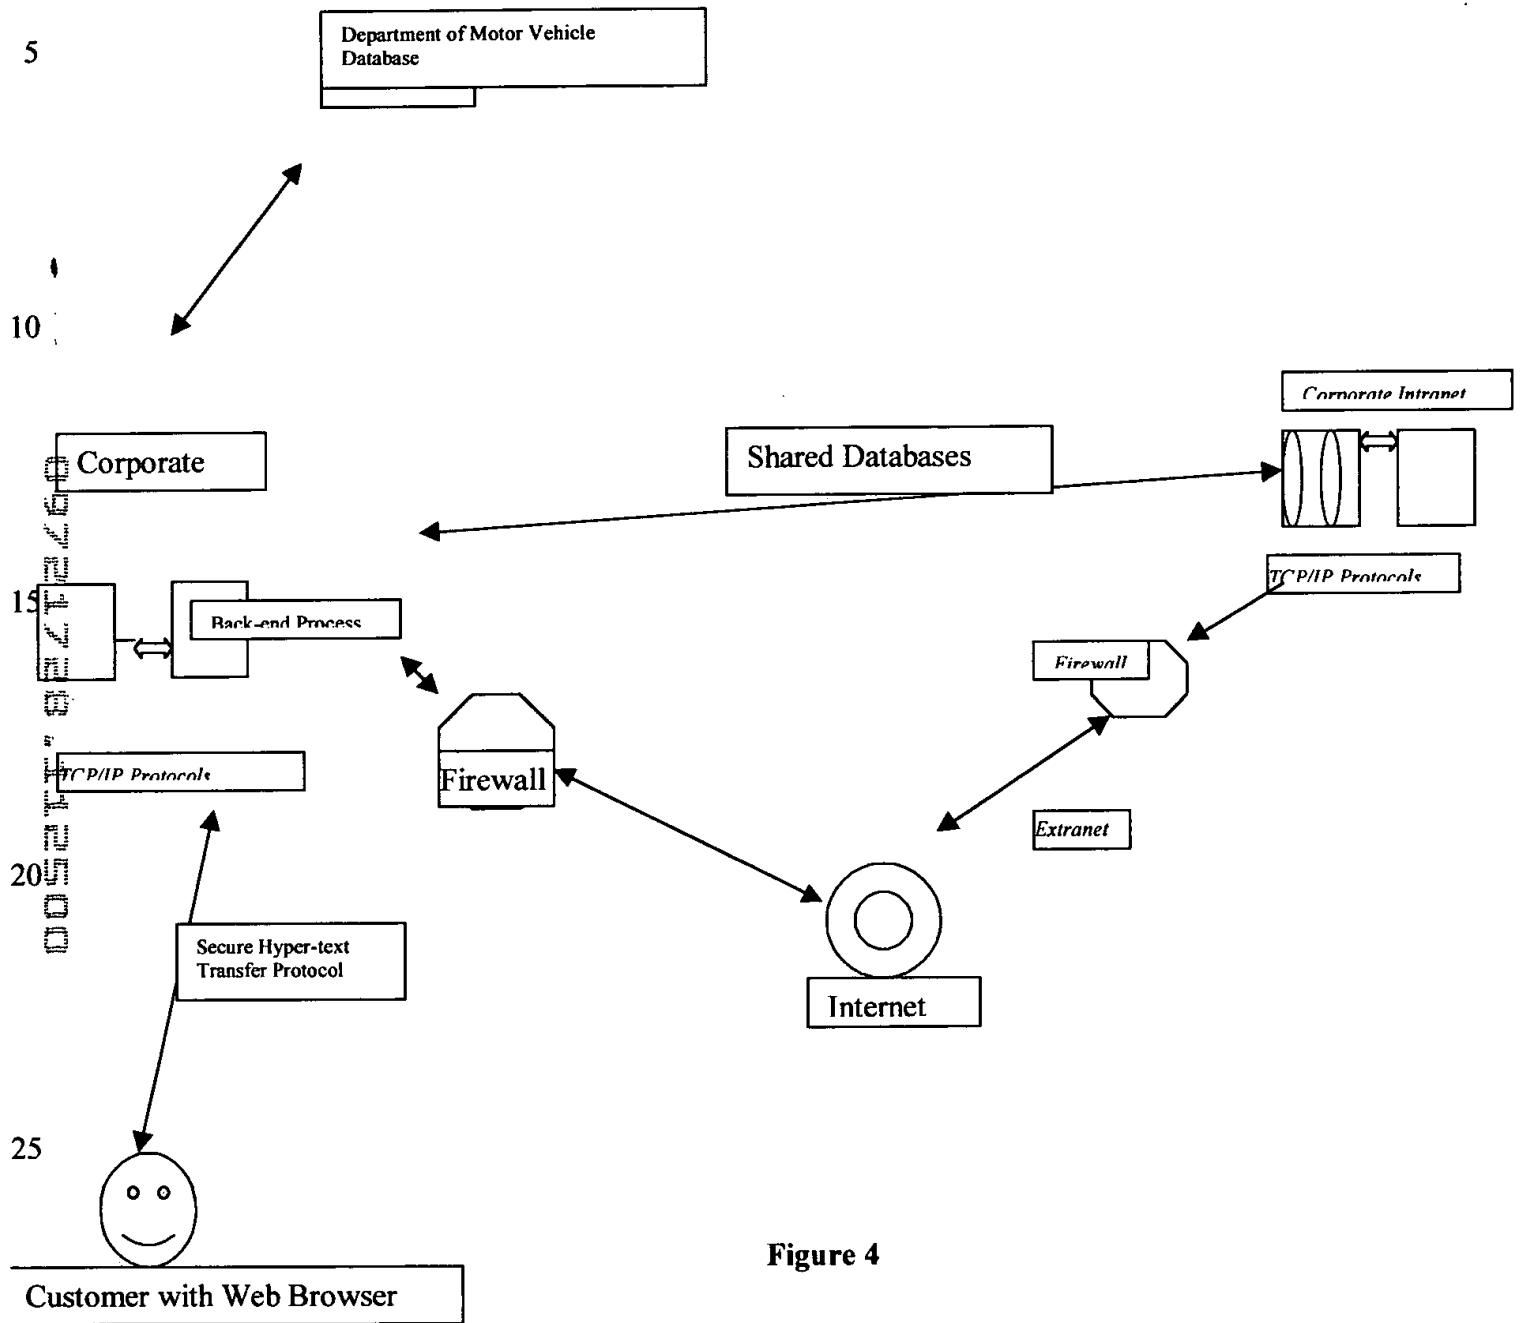 5
Department of Motor Vehicle
Database
10
Corporate Intranet
Corporate
Shared Databases
TCP/IP Protocols
15
Back-end Process
Firewall
TCP/IP Protocols
Firewall
Extranet
20
Secure Hyper-text
Transfer Protocol
Internet
25
Figure 4
Customer with Web Browser